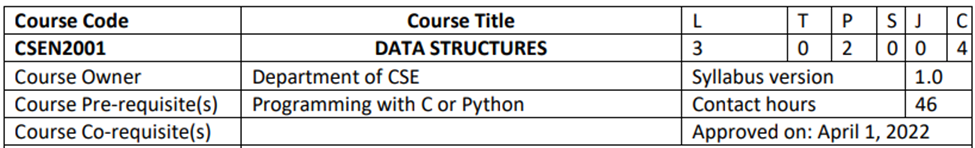 Course Code Course Title L T P S J C
CSEN2001 DATA STRUCTURES 3 0 2 0 0 4
Course Owner Department of CSE Syllabus version 1.0
Course Pre-requisite(s) Programming with C or Python Contact hours 46
Course Co-requisite(s) Approved on: April 1, 2022